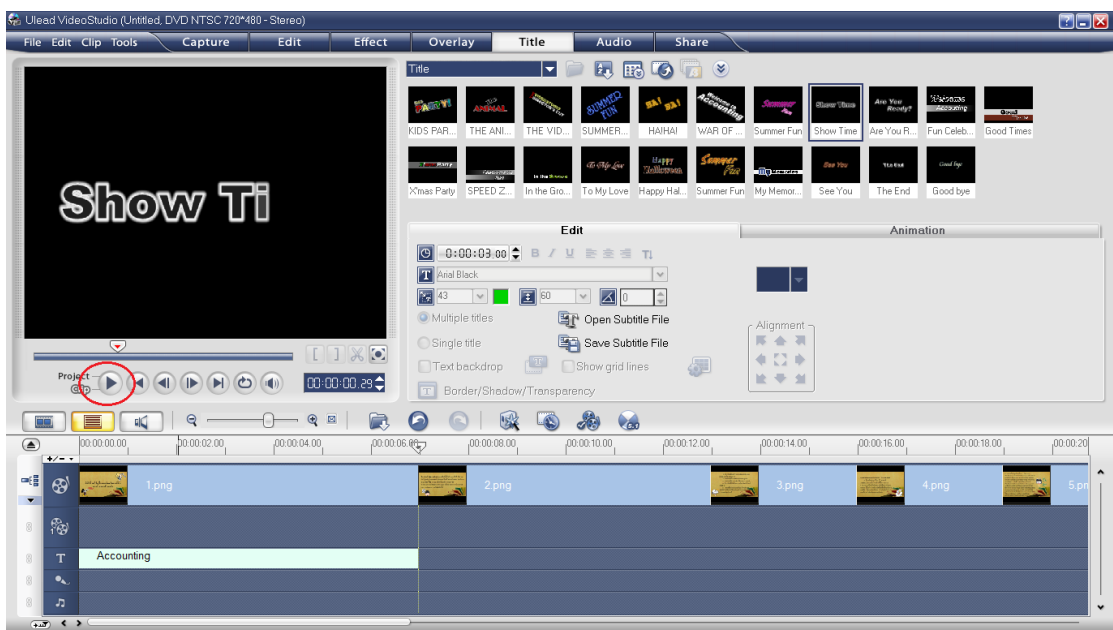 Ulead VideoStudio (Untitled, DVD NTSC 720*480 - Stereo)
File Edit Clip Tools Capture Edit Effect Overlay Title Audio Share
Title
Show Ti
KIDS PAR... THE ANI... THE VID... SUMMER... HA!HA! WAR OF ... Summer Fun Show Time Are You R... Fun Celeb... Good Times
X'mas Party SPEED Z... In the Gro... To My Love Happy Hal... Summer Fun My Memor... See You The End Good bye
Edit Animation
0:00:03.00 B I U
Arial Black
43 60 0
Multiple titles Open Subtitle File
Single title Save Subtitle File
Text backdrop Show grid lines
Border/Shadow/Transparency
Alignment
Project
00:00:00.29
00:00:00.00 00:00:02.00 00:00:04.00 00:00:06.00 00:00:08.00 00:00:10.00 00:00:12.00 00:00:14.00 00:00:16.00 00:00:18.00 00:00:20
1.png 2.png 3.png 4.png 5.pn
T Accounting